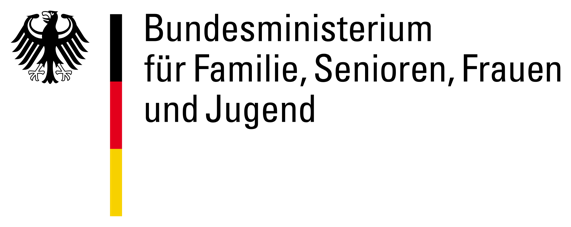 Bundesministerium
für Familie, Senioren, Frauen
und Jugend